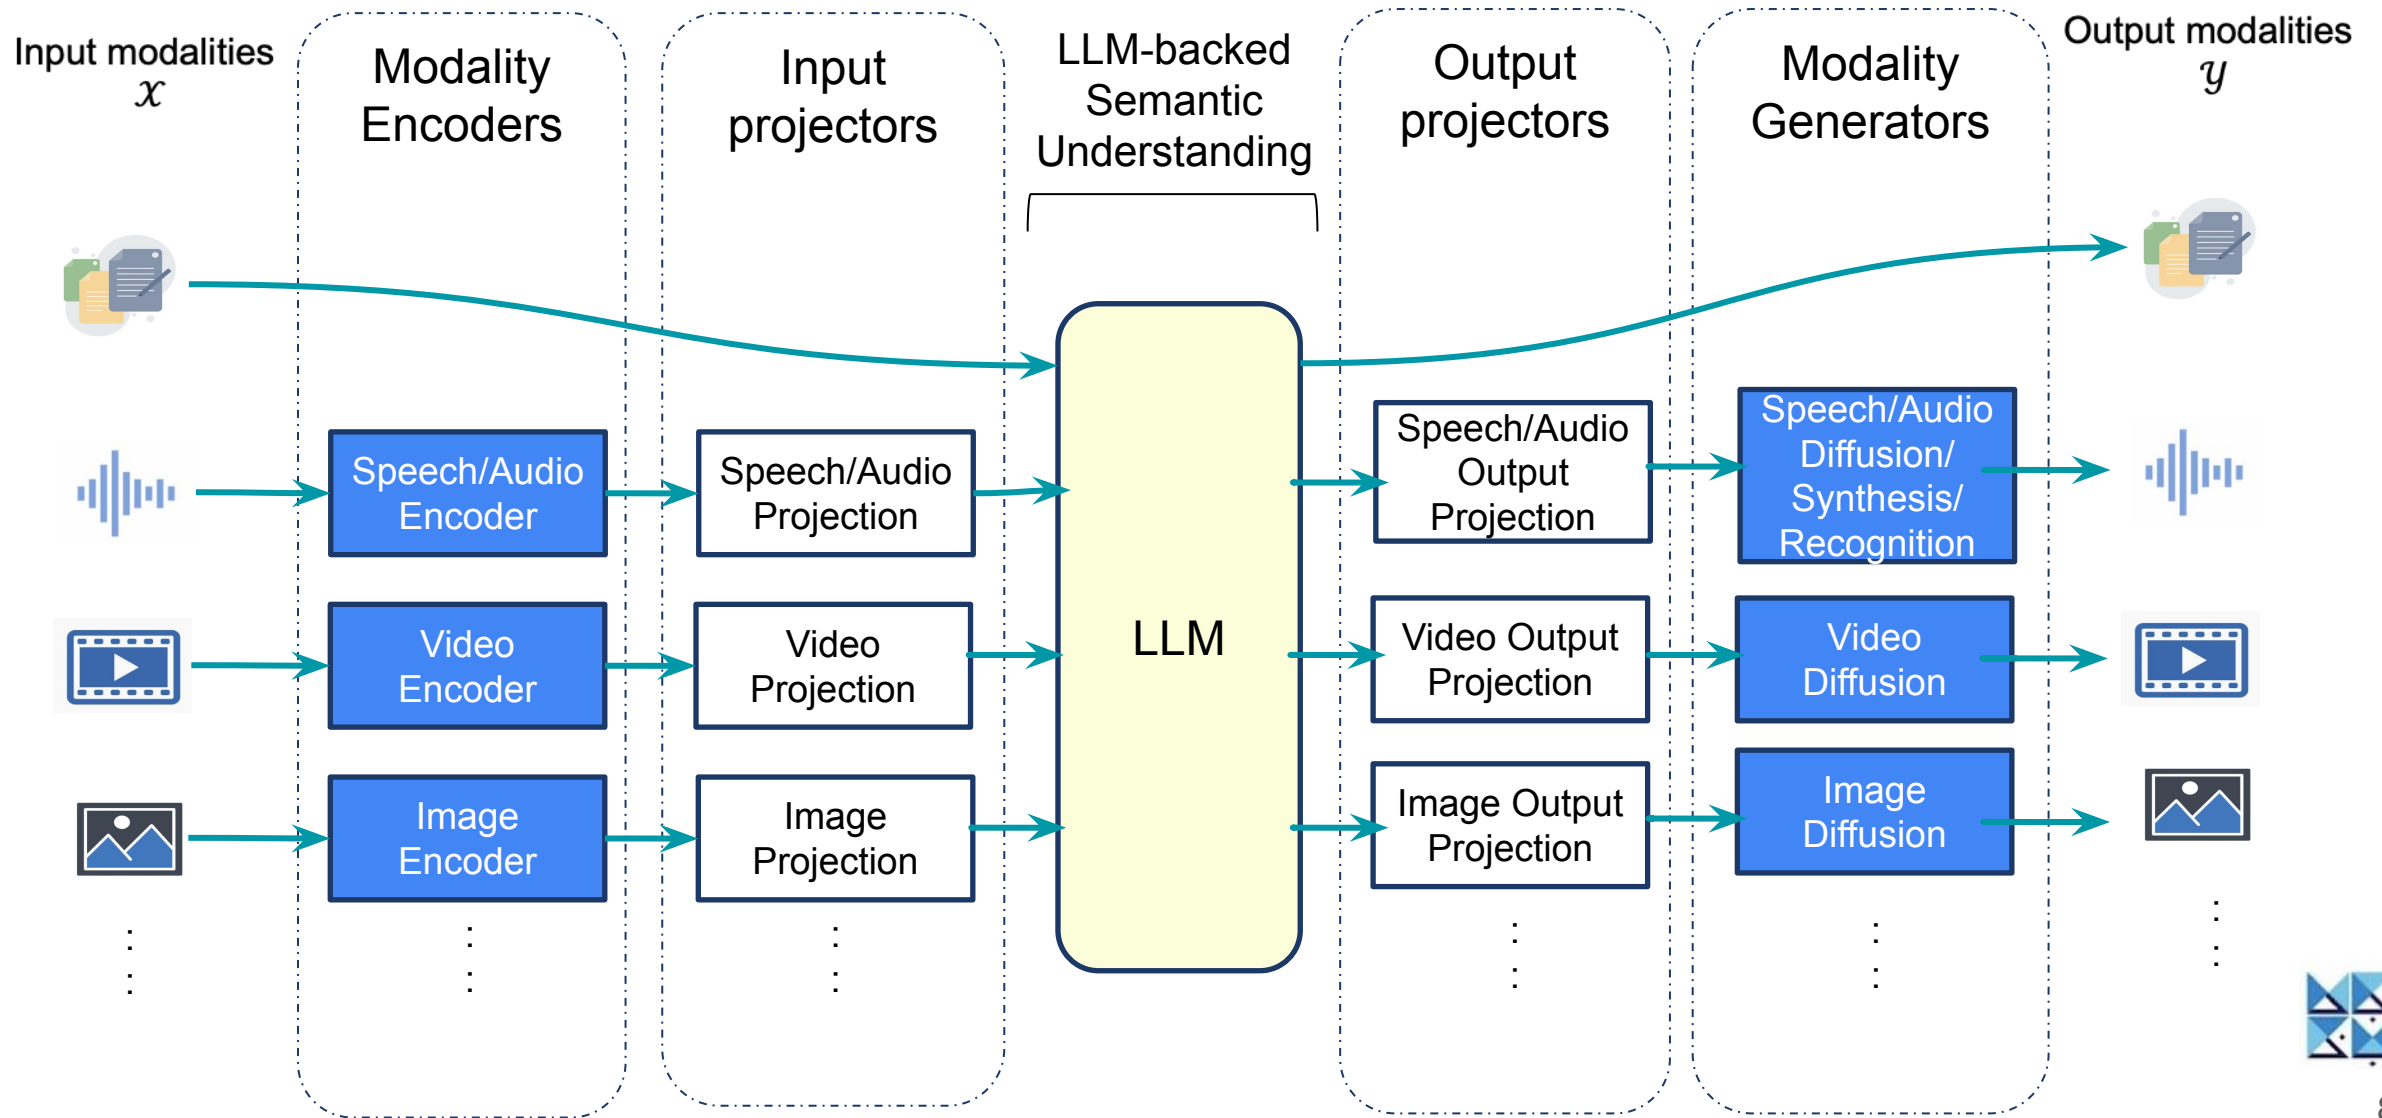 Input modalities
𝒳
Modality
Encoders
Input
projectors
LLM-backed
Semantic
Understanding
Output
projectors
Modality
Generators
Output modalities
𝒴
Speech/Audio
Encoder
Speech/Audio
Projection
Speech/Audio
Output
Projection
Speech/Audio
Diffusion/
Synthesis/
Recognition
Video
Encoder
Video
Projection
LLM
Video Output
Projection
Video
Diffusion
Image
Encoder
Image
Projection
Image Output
Projection
Image
Diffusion